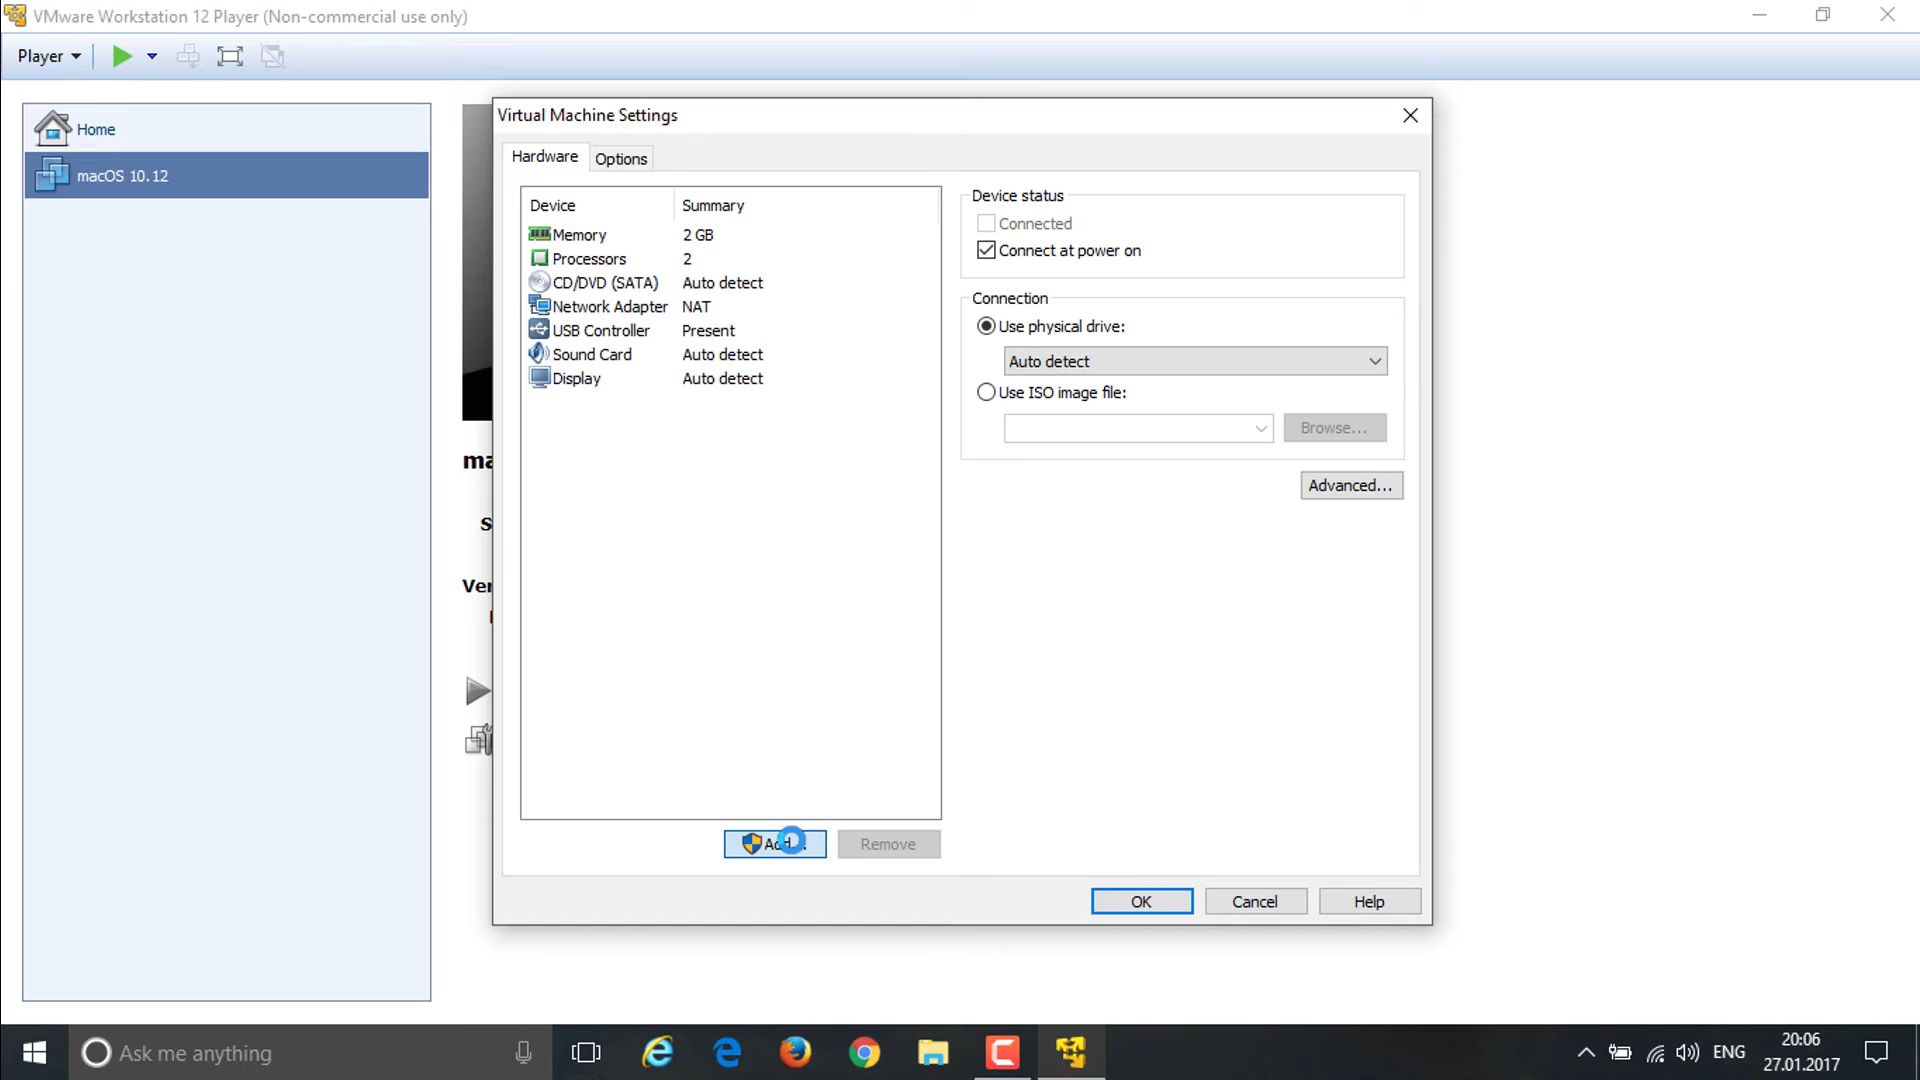 VMware Workstation 12 Player (Non-commercial use only)
Player
Home
macOS 10.12
Virtual Machine Settings
Hardware
Options
Device
Summary
Memory
2 GB
Processors
2
CD/DVD (SATA)
Auto detect
Network Adapter
NAT
USB Controller
Present
Sound Card
Auto detect
Display
Auto detect
Device status
Connected
Connect at power on
Connection
Use physical drive:
Auto detect
Use ISO image file:
Browse...
Advanced...
Add...
Remove
OK
Cancel
Help
Ask me anything
ENG
20:06
27.01.2017